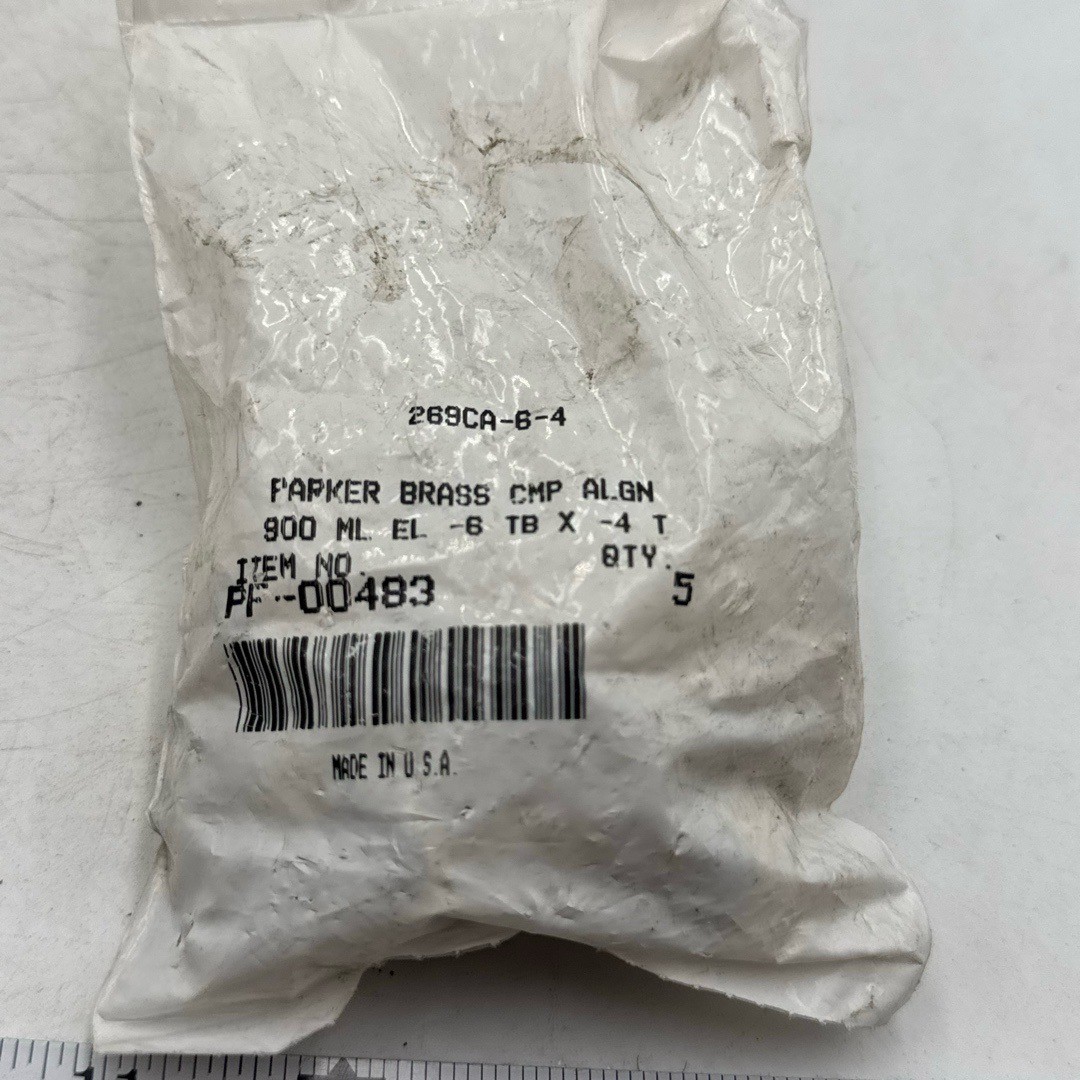 269CA-6-4
PARKER BRASS CMP ALGN
900 ML EL -6 TB X -4 T
ITEM NO. QTY.
PF-00483 5
MADE IN U.S.A.